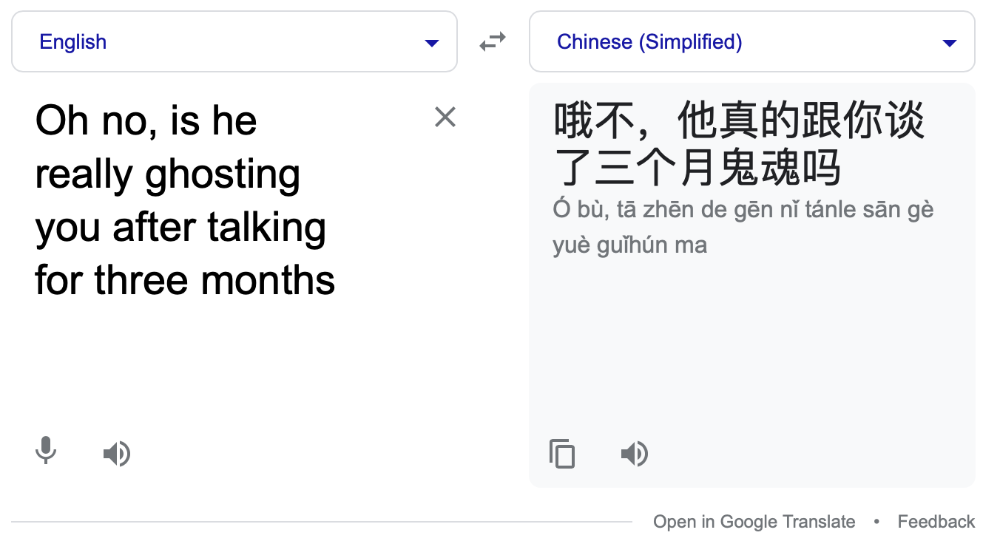 English
Chinese (Simplified)
Oh no, is he
really ghosting
you after talking
for three months
哦不，他真的跟你谈
了三个月鬼魂吗
Ó bù, tā zhēn de gēn nǐ tánle sān gè
yuè guǐhún ma
Open in Google Translate • Feedback